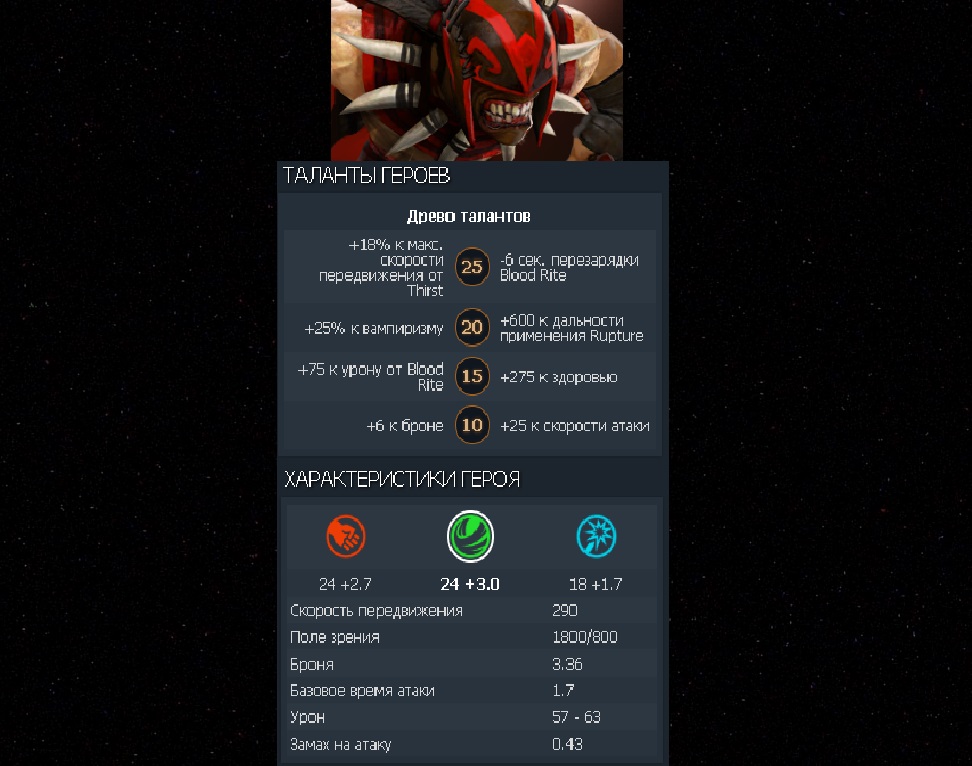 ТАЛАНТЫ ГЕРОЕВ
Древо талантов
+18% к макс.
скорости
передвижения от
Thirst
25
-6 сек. перезарядки
Blood Rite
+25% к вампиризму
20
+600 к дальности
применения Rupture
+75 к урону от Blood
Rite
15
+275 к здоровью
+6 к броне
10
+25 к скорости атаки
ХАРАКТЕРИСТИКИ ГЕРОЯ
24 +2.7
24 +3.0
18 +1.7
Скорость передвижения 290
Поле зрения 1800/800
Броня 3.36
Базовое время атаки 1.7
Урон 57 - 63
Замах на атаку 0.43